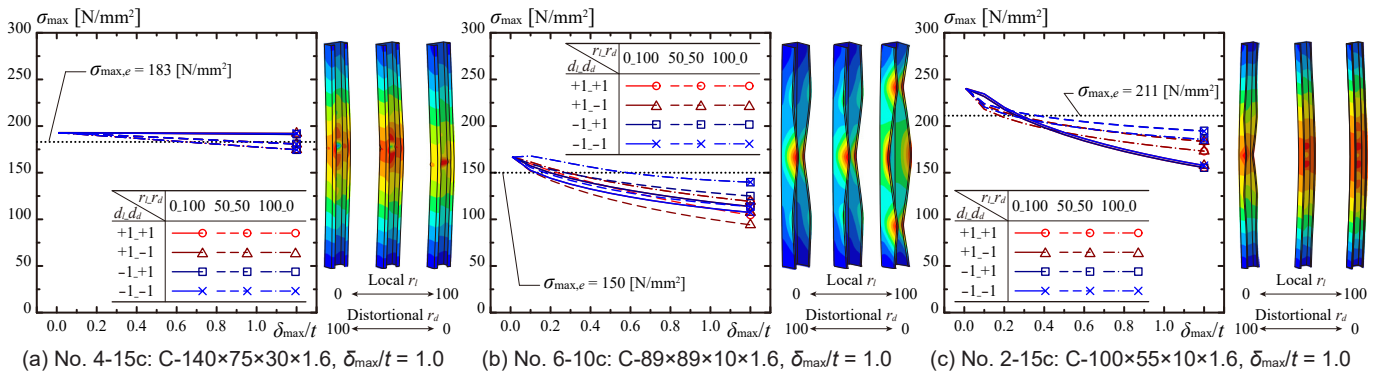 σmax [N/mm²]
300
250
200
150
100
50
0
0.0 0.2 0.4 0.6 0.8 1.0 1.2
δmax/t
σmax,e = 183 [N/mm²]
rl_rd
dl_dd
0_100 50_50 100_0
+1_+1
+1_−1
−1_+1
−1_−1
Local rl
0 100
Distortional rd
100 0
(a) No. 4-15c: C-140×75×30×1.6, δmax/t = 1.0
σmax [N/mm²]
300
250
200
150
100
50
0
0.0 0.2 0.4 0.6 0.8 1.0 1.2
δmax/t
rl_rd
dl_dd
0_100 50_50 100_0
+1_+1
+1_−1
−1_+1
−1_−1
σmax,e = 150 [N/mm²]
Local rl
0 100
Distortional rd
100 0
(b) No. 6-10c: C-89×89×10×1.6, δmax/t = 1.0
σmax [N/mm²]
300
250
200
150
100
50
0
0.0 0.2 0.4 0.6 0.8 1.0 1.2
δmax/t
σmax,e = 211 [N/mm²]
rl_rd
dl_dd
0_100 50_50 100_0
+1_+1
+1_−1
−1_+1
−1_−1
Local rl
0 100
Distortional rd
100 0
(c) No. 2-15c: C-100×55×10×1.6, δmax/t = 1.0